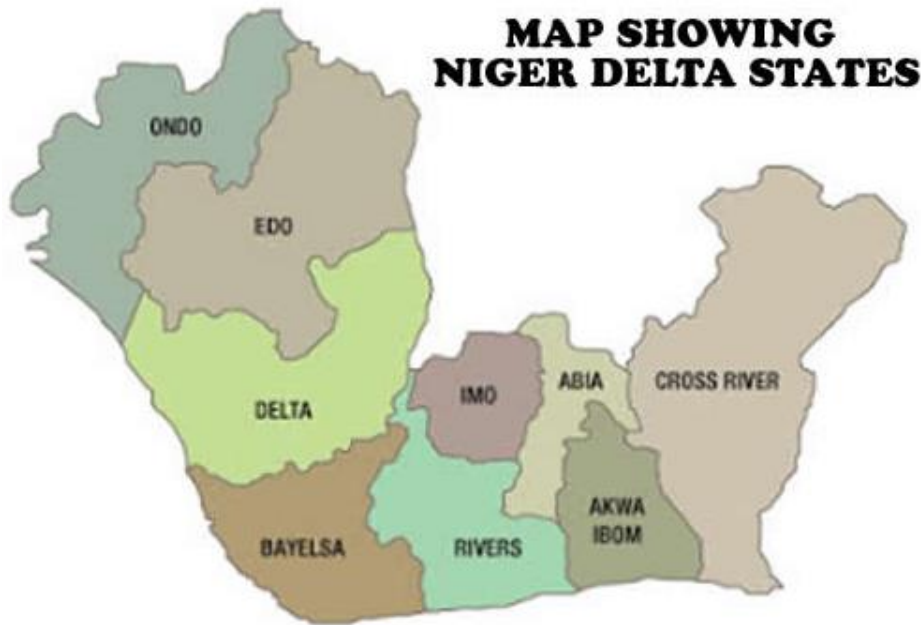 MAP SHOWING
NIGER DELTA STATES
ONDO
EDO
DELTA
IMO
ABIA
CROSS RIVER
BAYELSA
RIVERS
AKWA
IBOM